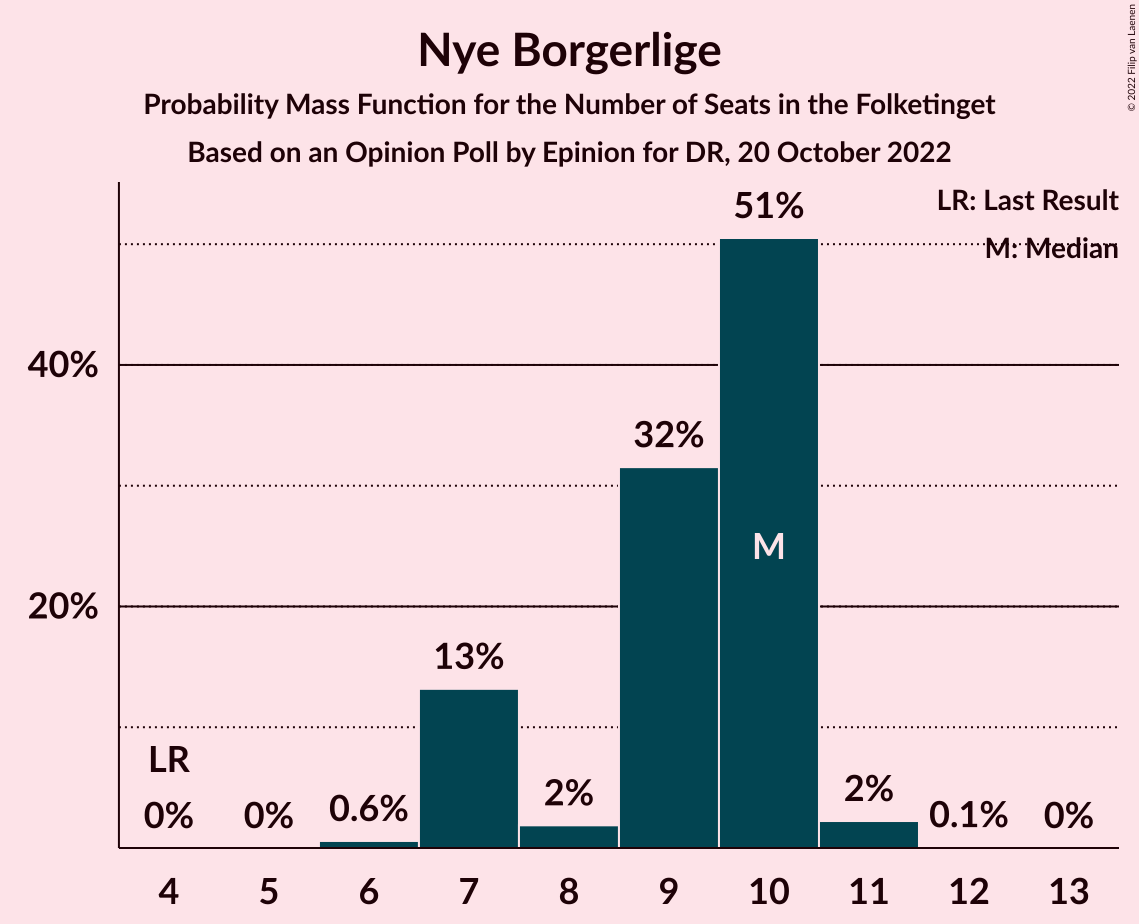 Nye Borgerlige
Probability Mass Function for the Number of Seats in the Folketinget
Based on an Opinion Poll by Epinion for DR, 20 October 2022
© 2022 Filip van Laenen
LR: Last Result
M: Median
51%
40%
32%
M
20%
13%
LR
0%
0%
0.6%
2%
2%
0.1%
0%
4 5 6 7 8 9 10 11 12 13